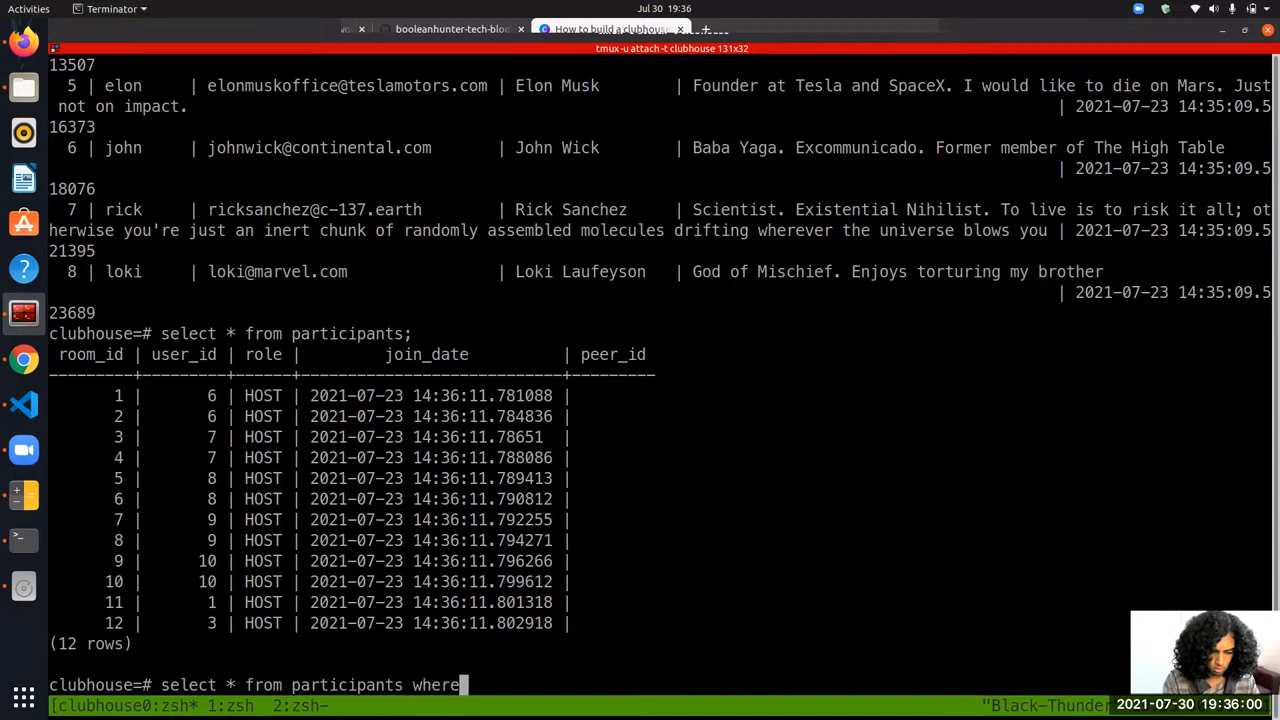 Activities
Terminator
Jul 30 19:36
booleanhunter-tech-blo
How to build a clubhous
tmux -u attach -t clubhouse 131x32
13507
5 | elon | elonmuskoffice@teslamotors.com | Elon Musk | Founder at Tesla and SpaceX. I would like to die on Mars. Just
not on impact. | 2021-07-23 14:35:09.5
16373
6 | john | johnwick@continental.com | John Wick | Baba Yaga. Excommunicado. Former member of The High Table
| 2021-07-23 14:35:09.5
18076
7 | rick | ricksanchez@c-137.earth | Rick Sanchez | Scientist. Existential Nihilist. To live is to risk it all; ot
herwise you're just an inert chunk of randomly assembled molecules drifting wherever the universe blows you | 2021-07-23 14:35:09.5
21395
8 | loki | loki@marvel.com | Loki Laufeyson | God of Mischief. Enjoys torturing my brother
| 2021-07-23 14:35:09.5
23689
clubhouse=# select * from participants;
room_id | user_id | role | join_date | peer_id
---------+---------+------+----------------------------+---------
1 | 6 | HOST | 2021-07-23 14:36:11.781088 |
2 | 6 | HOST | 2021-07-23 14:36:11.784836 |
3 | 7 | HOST | 2021-07-23 14:36:11.78651 |
4 | 7 | HOST | 2021-07-23 14:36:11.788086 |
5 | 8 | HOST | 2021-07-23 14:36:11.789413 |
6 | 8 | HOST | 2021-07-23 14:36:11.790812 |
7 | 9 | HOST | 2021-07-23 14:36:11.792255 |
8 | 9 | HOST | 2021-07-23 14:36:11.794271 |
9 | 10 | HOST | 2021-07-23 14:36:11.796266 |
10 | 10 | HOST | 2021-07-23 14:36:11.799612 |
11 | 1 | HOST | 2021-07-23 14:36:11.801318 |
12 | 3 | HOST | 2021-07-23 14:36:11.802918 |
(12 rows)
clubhouse=# select * from participants where
[clubhouse0:zsh* 1:zsh 2:zsh- "Black-Thunder
2021-07-30 19:36:00